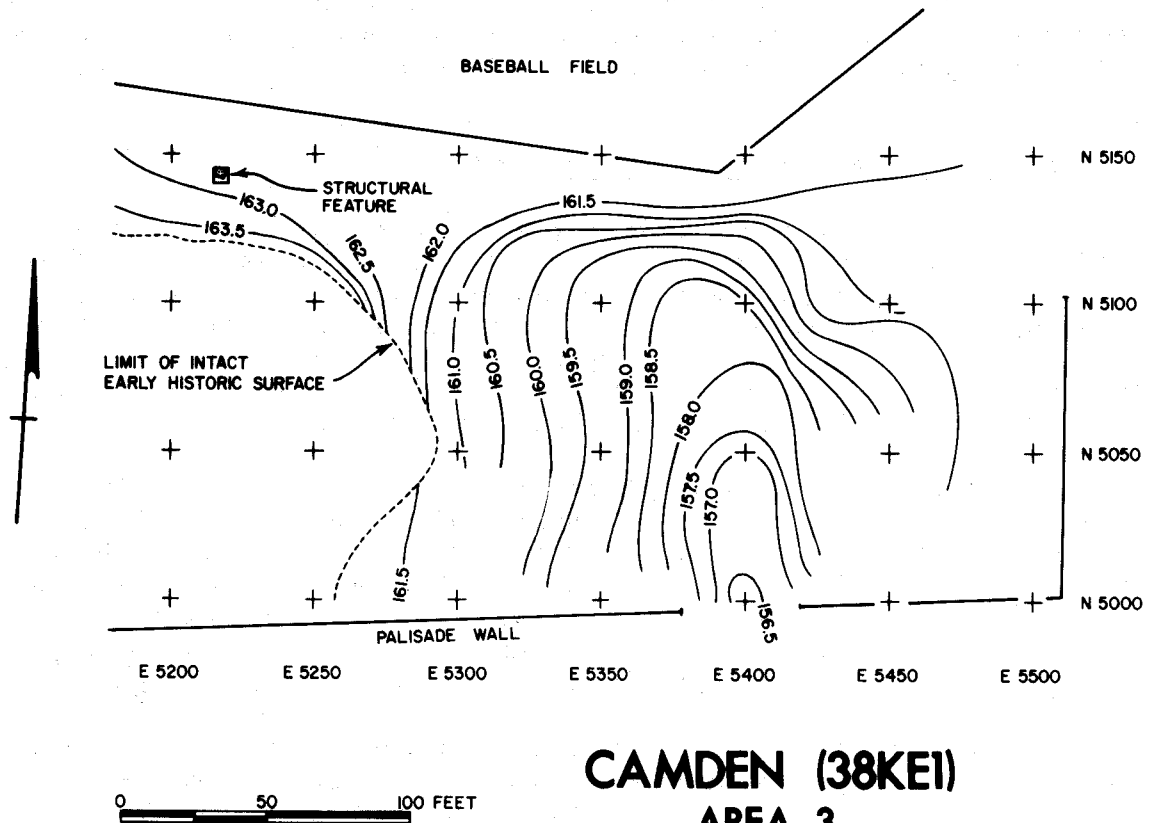 BASEBALL FIELD
N 5150
STRUCTURAL
FEATURE
163.0
161.5
163.5
162.5
162.0
N 5100
LIMIT OF INTACT
EARLY HISTORIC SURFACE
161.0
160.5
160.0
159.5
159.0
158.5
158.0
N 5050
157.5
157.0
161.5
156.5
N 5000
PALISADE WALL
E 5200
E 5250
E 5300
E 5350
E 5400
E 5450
E 5500
CAMDEN (38KE1)
AREA 3
0 50 100 FEET